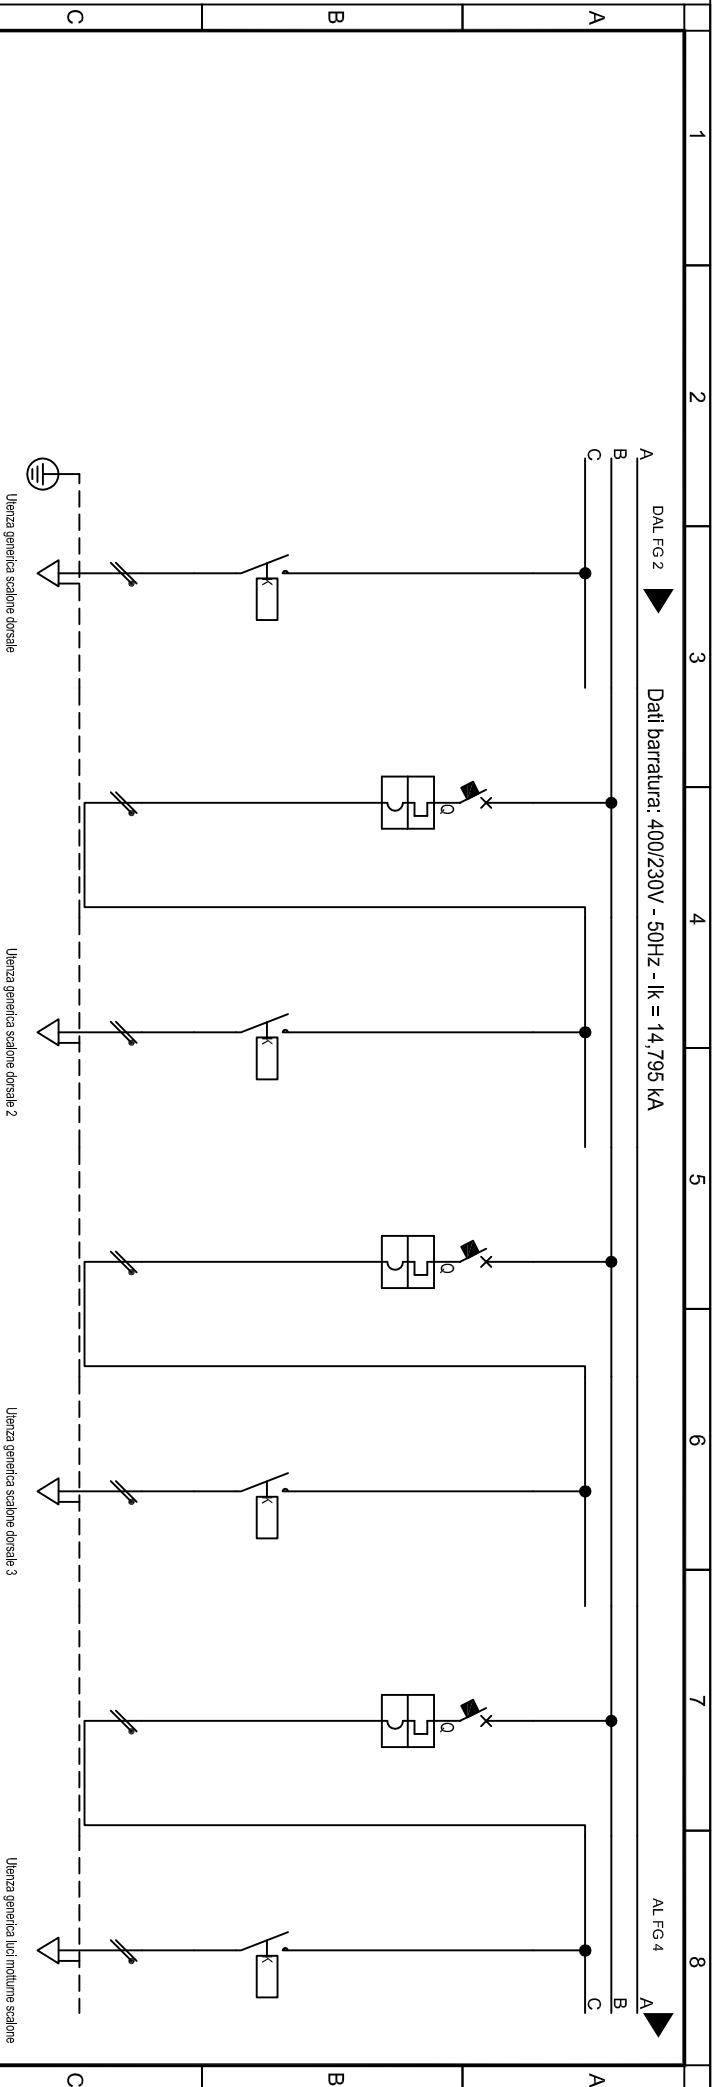 1 2 3 4 5 6 7 8
A
B
C
DAL FG 2
AL FG 4
Dati barratura: 400/230V - 50Hz - Ik = 14,795 kA
A
B
C
A
B
C
Q
Q
Q
K
K
K
K
Utenza generica scalone dorsale
Utenza generica scalone dorsale 2
Utenza generica scalone dorsale 3
Utenza generica luci motturne scalone
A
B
C